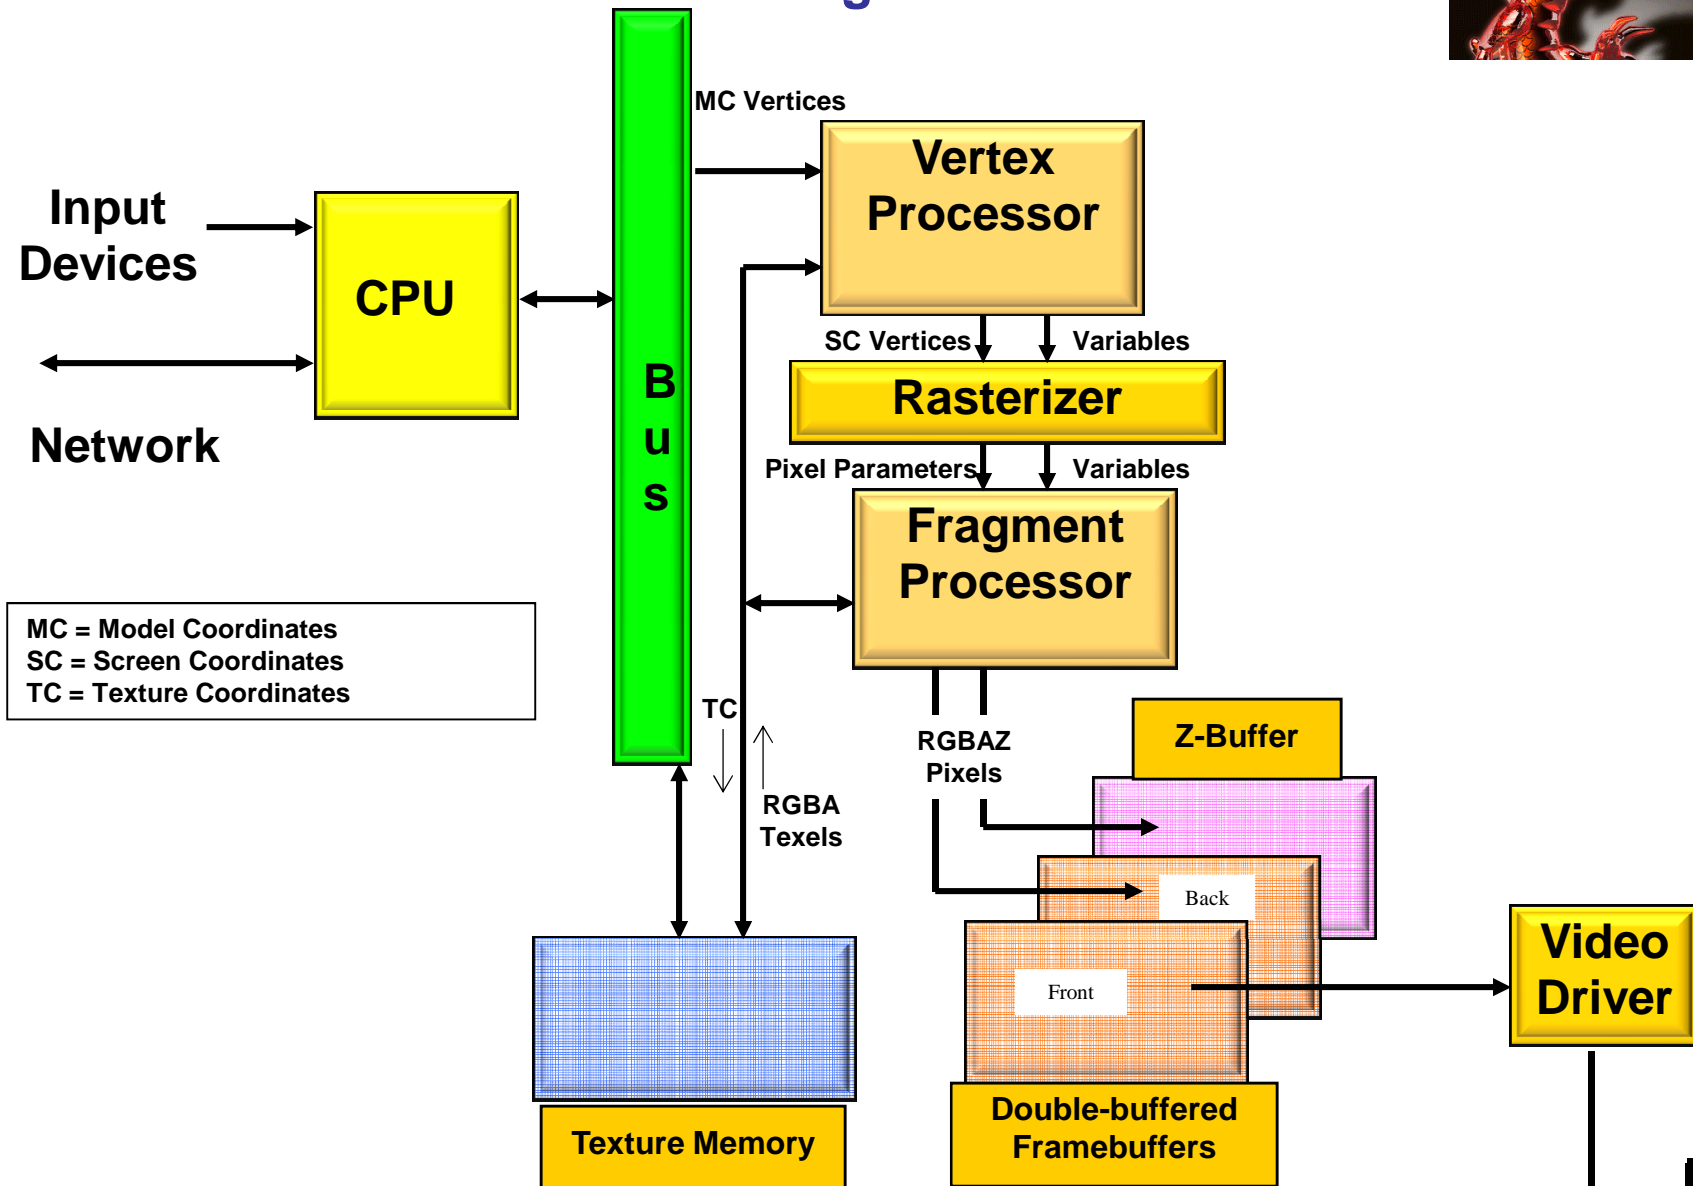 MC Vertices
Vertex
Processor
Input
Devices
CPU
B
u
s
SC Vertices
Variables
Rasterizer
Network
Pixel Parameters
Variables
Fragment
Processor
MC = Model Coordinates
SC = Screen Coordinates
TC = Texture Coordinates
TC
RGBA
Texels
RGBAZ
Pixels
Z-Buffer
Back
Front
Video
Driver
Double-buffered
Framebuffers
Texture Memory